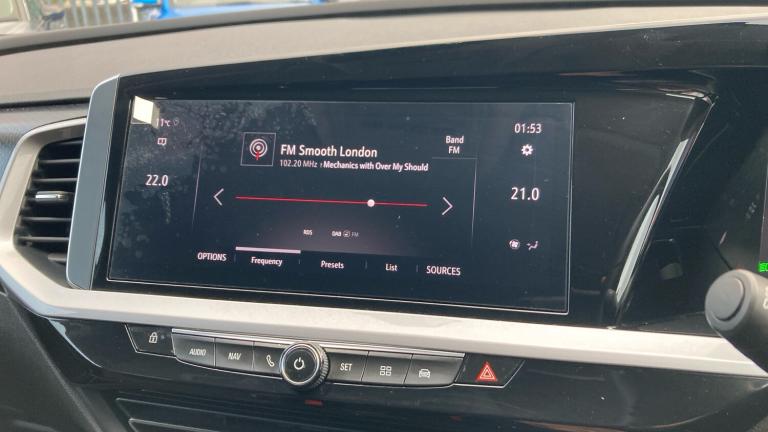 11°C
01:53
FM Smooth London
Band
FM
102.20 MHz : Mechanics with Over My Should
22.0
21.0
RDS DAB FM
OPTIONS
Frequency
Presets
List
SOURCES
AUDIO
NAV
SET